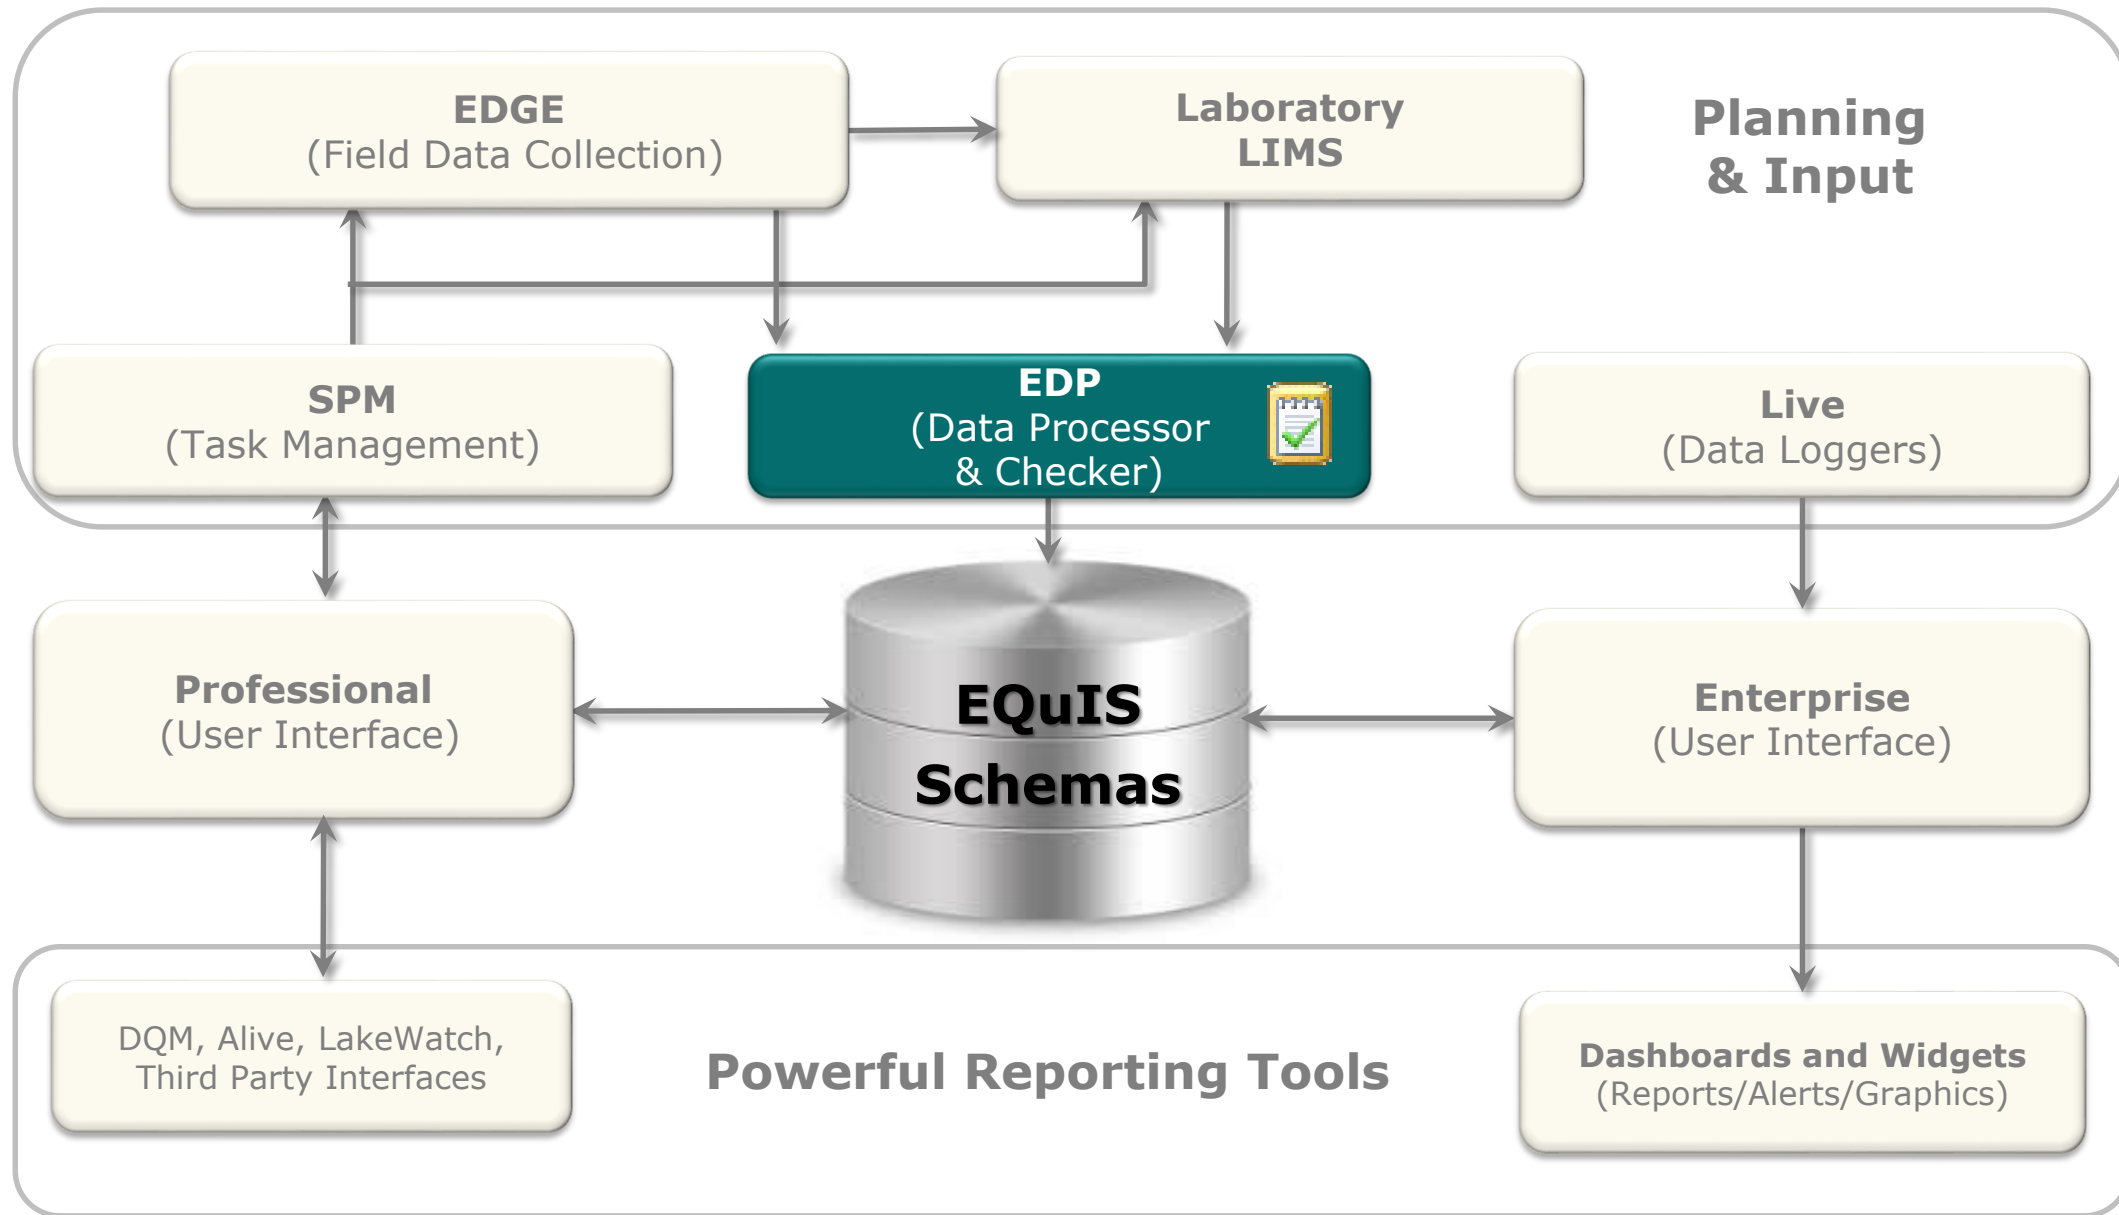 EDGE
(Field Data Collection)
Laboratory
LIMS
Planning
& Input
SPM
(Task Management)
EDP
(Data Processor
& Checker)
Live
(Data Loggers)
Professional
(User Interface)
EQuIS
Schemas
Enterprise
(User Interface)
DQM, Alive, LakeWatch,
Third Party Interfaces
Powerful Reporting Tools
Dashboards and Widgets
(Reports/Alerts/Graphics)